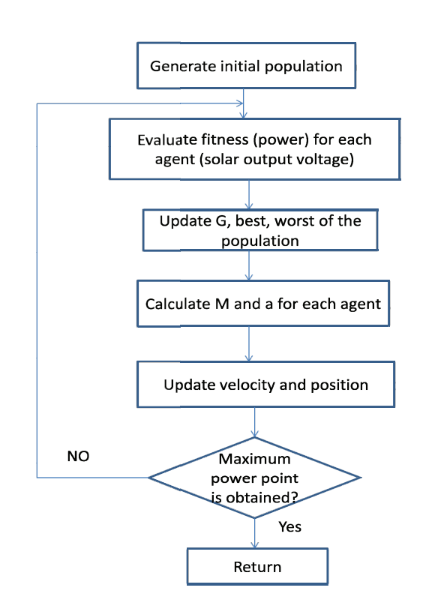 Generate initial population
Evaluate fitness (power) for each
agent (solar output voltage)
Update G, best, worst of the
population
Calculate M and a for each agent
Update velocity and position
NO
Maximum
power point
is obtained?
Yes
Return